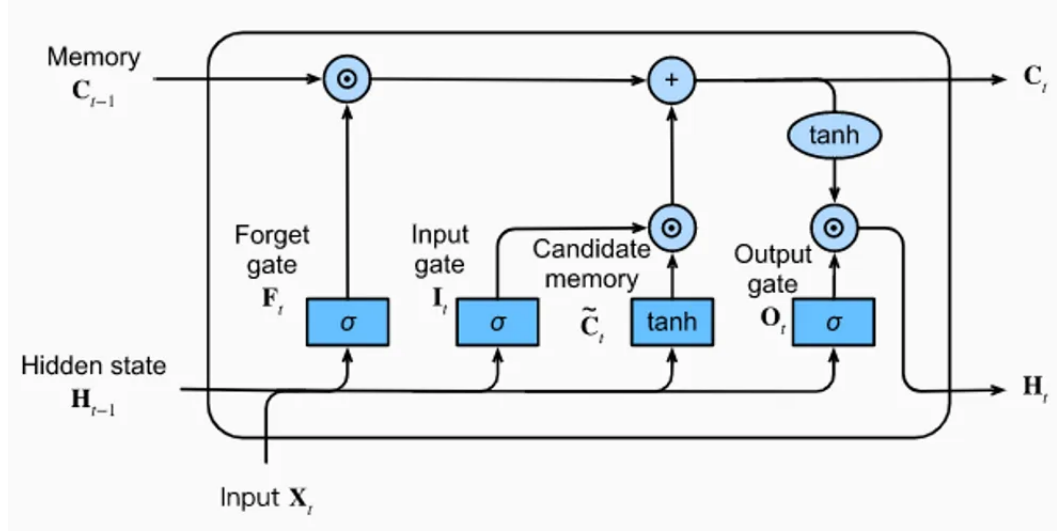 Memory
C_{t-1}
⊙
+
C_t
tanh
Forget
gate
F_t
Input
gate
I_t
Candidate
memory
C̃_t
⊙
Output
gate
O_t
⊙
σ
σ
tanh
σ
Hidden state
H_{t-1}
H_t
Input X_t